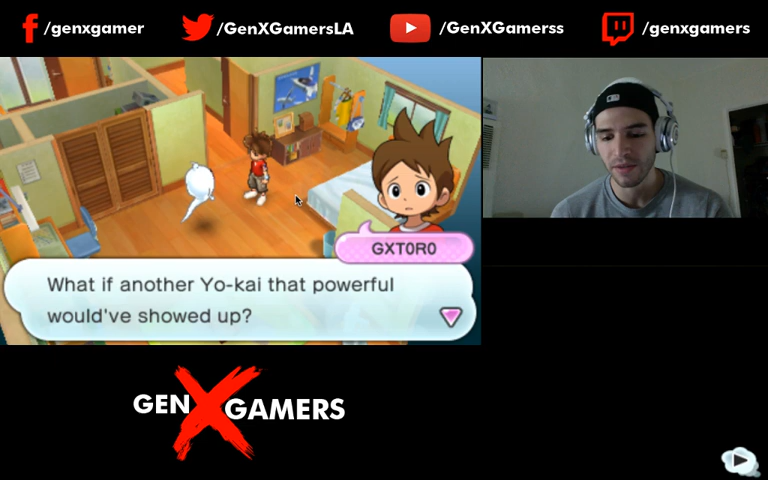 /genxgamer
/GenXGamersLA
/GenXGamerss
/genxgamers
GXT0R0
What if another Yo-kai that powerful
would've showed up?
GEN X GAMERS